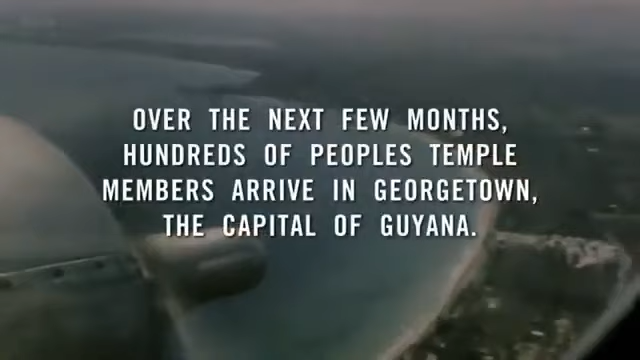 OVER THE NEXT FEW MONTHS,
HUNDREDS OF PEOPLES TEMPLE
MEMBERS ARRIVE IN GEORGETOWN,
THE CAPITAL OF GUYANA.